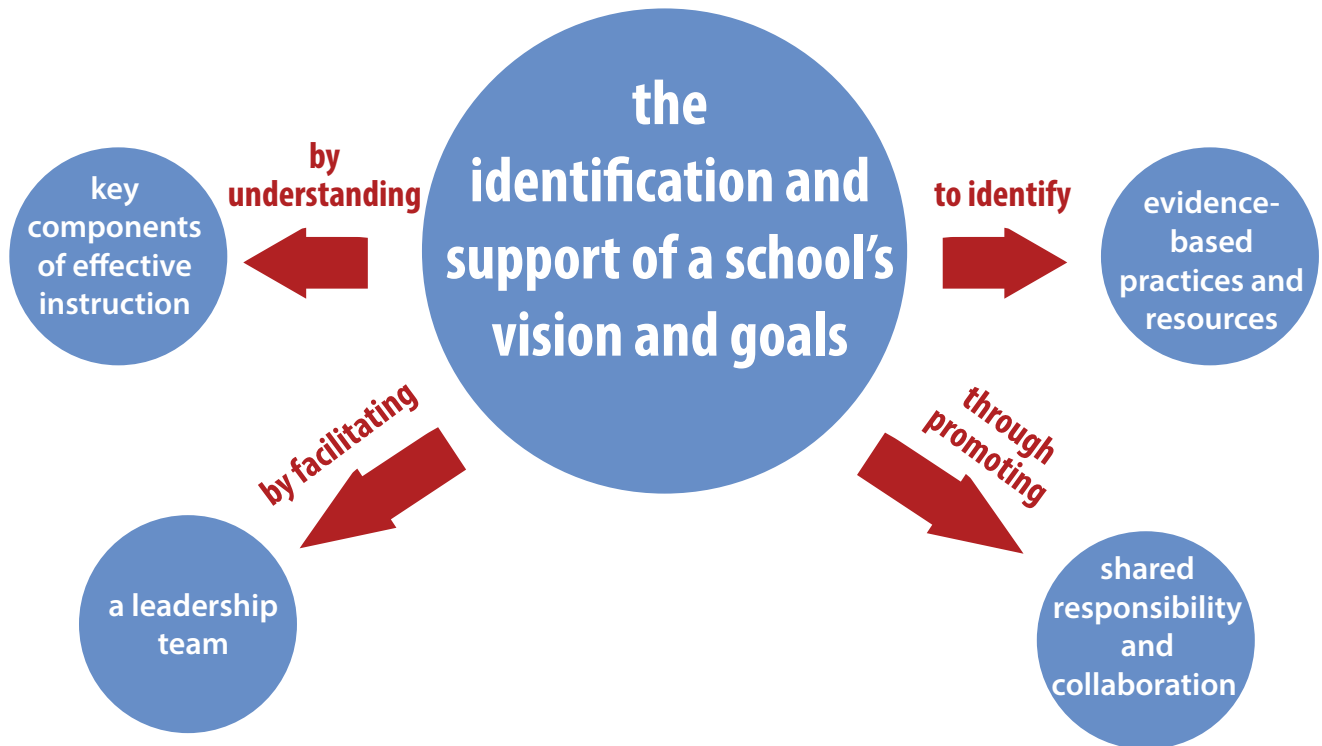 the
identification and
support of a school's
vision and goals
by
understanding
key
components
of effective
instruction
to identify
evidence-
based
practices and
resources
by facilitating
a leadership
team
through
promoting
shared
responsibility
and
collaboration